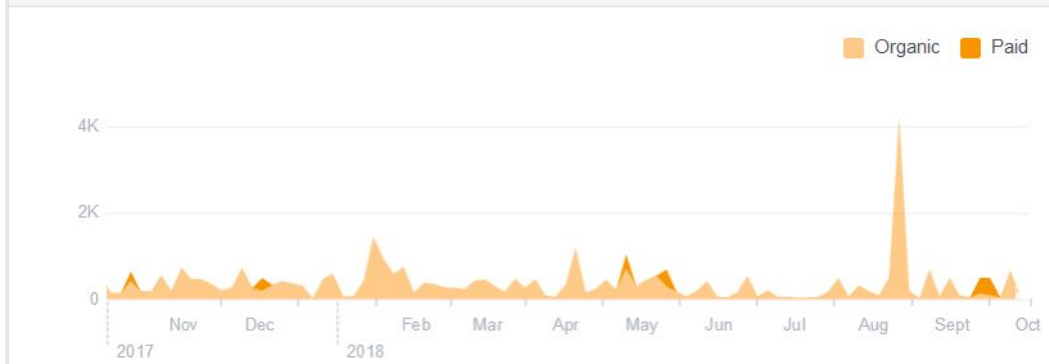 Organic Paid
4K
2K
0
Nov Dec Feb Mar Apr May Jun Jul Aug Sept Oct
2017 2018